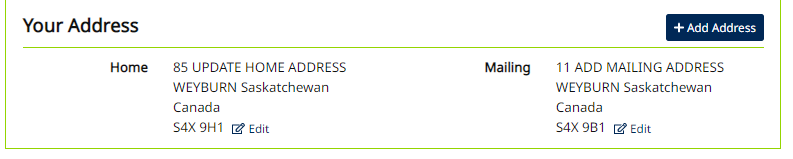 Your Address
+ Add Address
Home
85 UPDATE HOME ADDRESS
WEYBURN Saskatchewan
Canada
S4X 9H1 Edit
Mailing
11 ADD MAILING ADDRESS
WEYBURN Saskatchewan
Canada
S4X 9B1 Edit